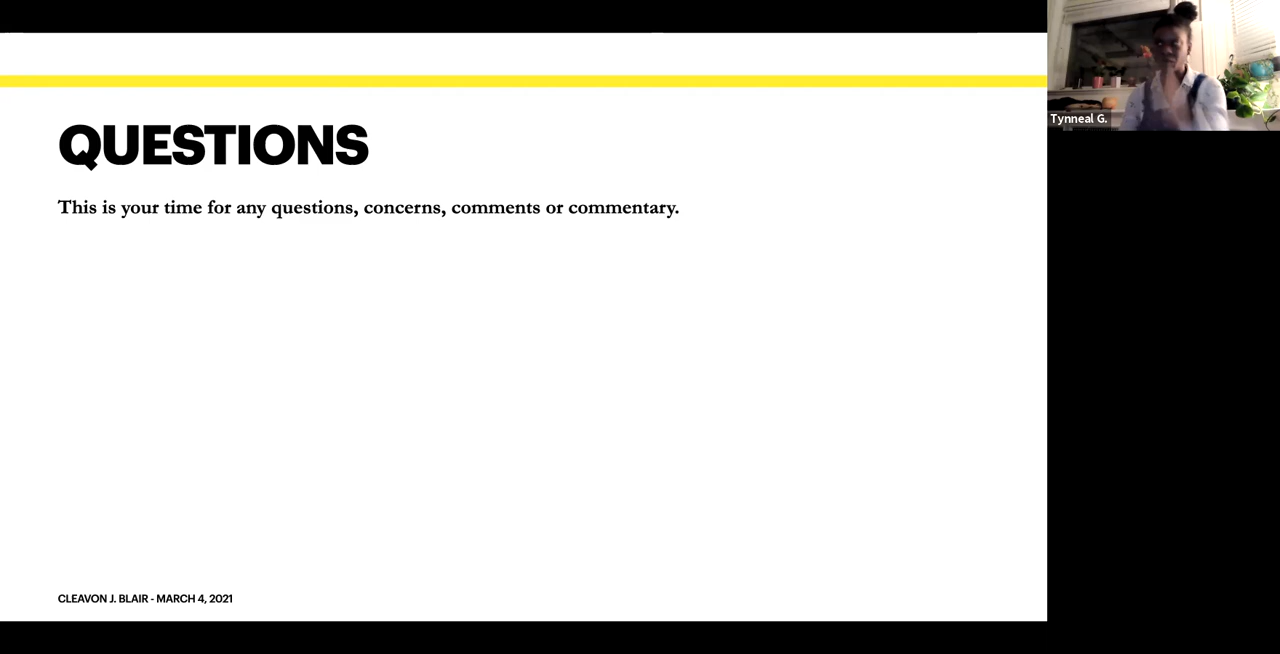 QUESTIONS
This is your time for any questions, concerns, comments or commentary.
CLEAVON J. BLAIR - MARCH 4, 2021
Tynneal G.